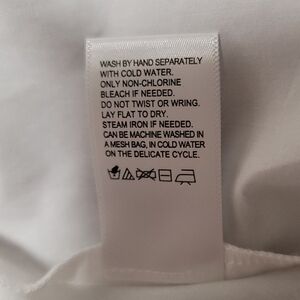 WASH BY HAND SEPARATELY
WITH COLD WATER.
ONLY NON-CHLORINE
BLEACH IF NEEDED.
DO NOT TWIST OR WRING.
LAY FLAT TO DRY.
STEAM IRON IF NEEDED.
CAN BE MACHINE WASHED IN
A MESH BAG, IN COLD WATER
ON THE DELICATE CYCLE.